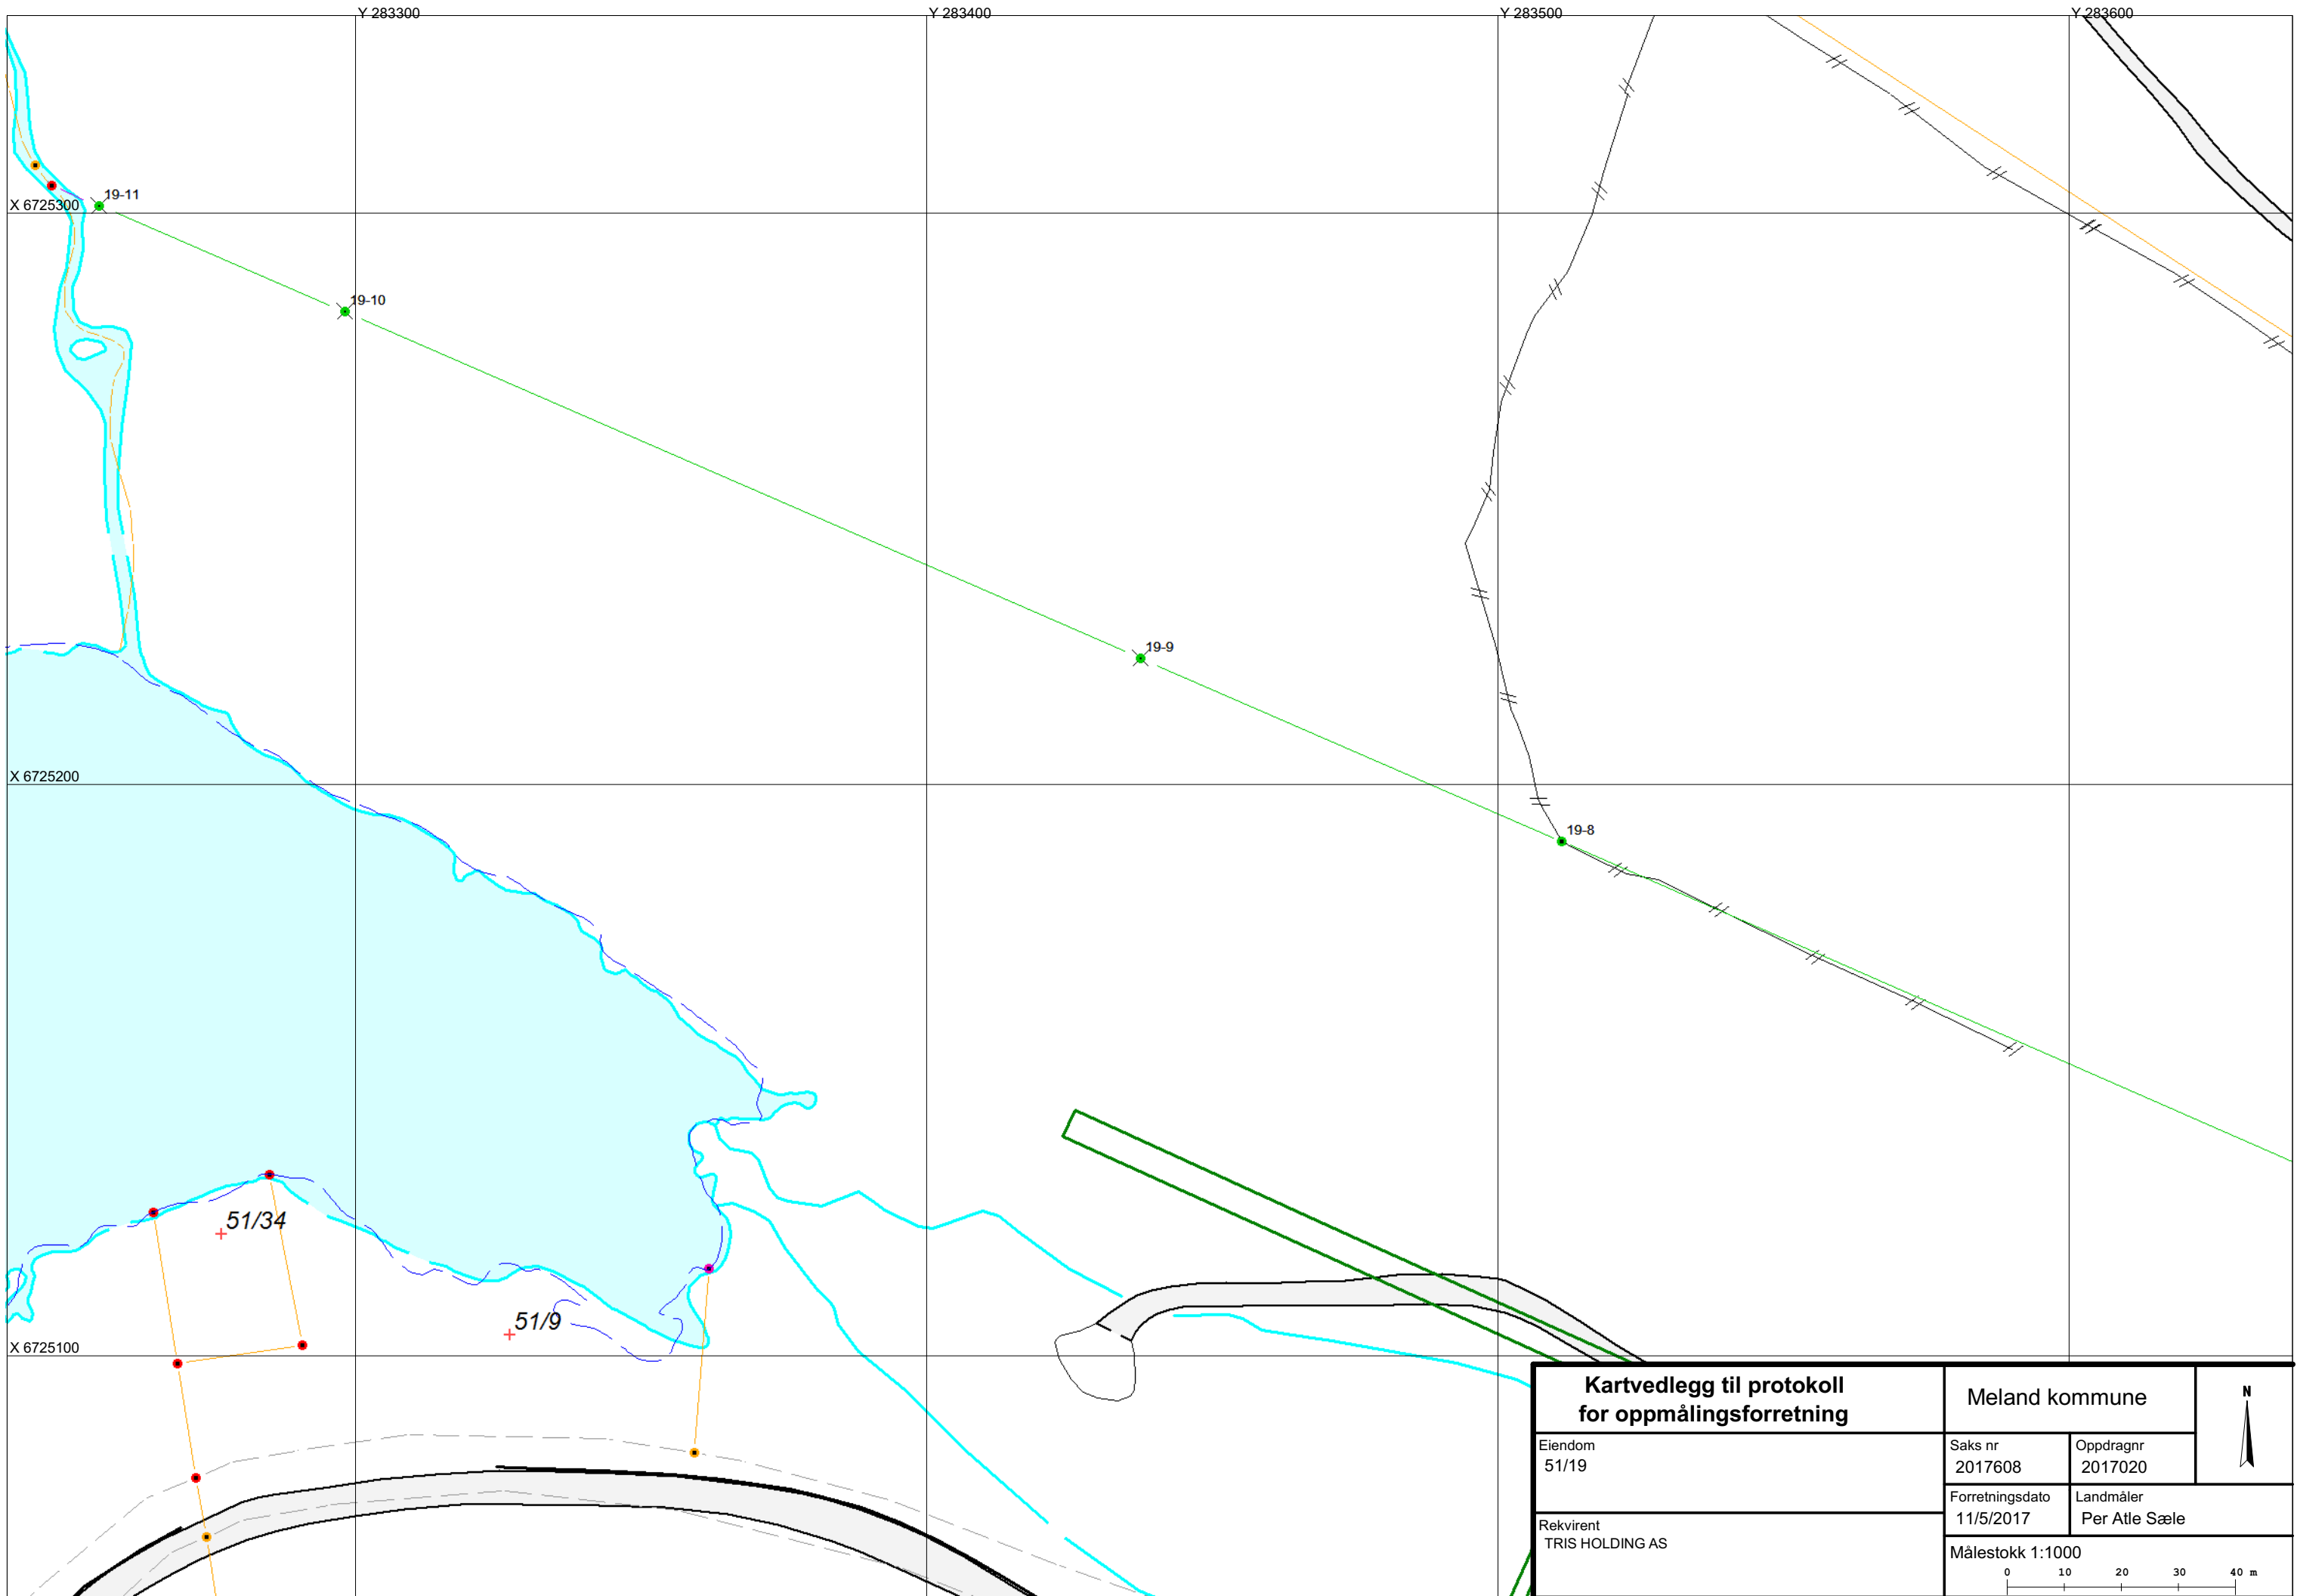 Y 283300
Y 283400
Y 283500
Y 283600
19-11
X 6725300
19-10
19-9
X 6725200
19-8
51/34
51/9
X 6725100
Kartvedlegg til protokoll
for oppmålingsforretning
Meland kommune
N
Eiendom
51/19
Saks nr
2017608
Oppdragnr
2017020
Forretningsdato
11/5/2017
Landmåler
Per Atle Sæle
Rekvirent
TRIS HOLDING AS
Målestokk 1:1000
0 10 20 30 40 m